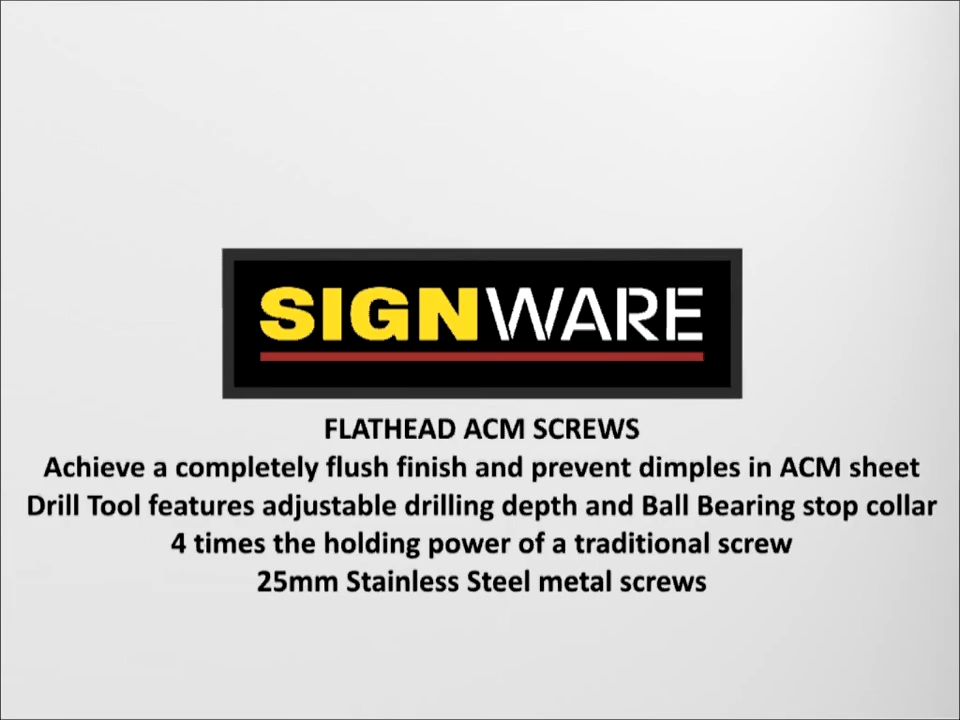 SIGNWARE
FLATHEAD ACM SCREWS
Achieve a completely flush finish and prevent dimples in ACM sheet
Drill Tool features adjustable drilling depth and Ball Bearing stop collar
4 times the holding power of a traditional screw
25mm Stainless Steel metal screws